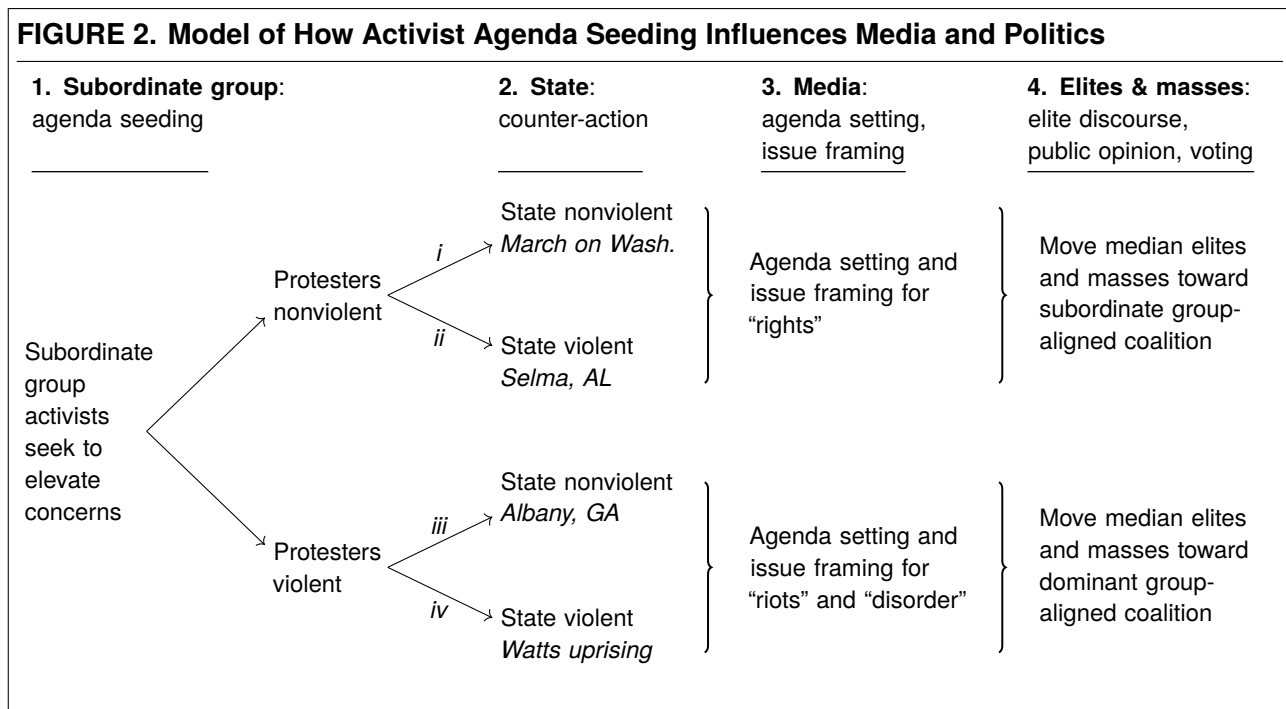 FIGURE 2. Model of How Activist Agenda Seeding Influences Media and Politics
1. Subordinate group:
agenda seeding
2. State:
counter-action
3. Media:
agenda setting,
issue framing
4. Elites & masses:
elite discourse,
public opinion, voting
Subordinate
group
activists
seek to
elevate
concerns
Protesters
nonviolent
i
ii
State nonviolent
March on Wash.
State violent
Selma, AL
Agenda setting and
issue framing for
“rights”
Move median elites
and masses toward
subordinate group-
aligned coalition
Protesters
violent
iii
iv
State nonviolent
Albany, GA
State violent
Watts uprising
Agenda setting and
issue framing for
“riots” and “disorder”
Move median elites
and masses toward
dominant group-
aligned coalition